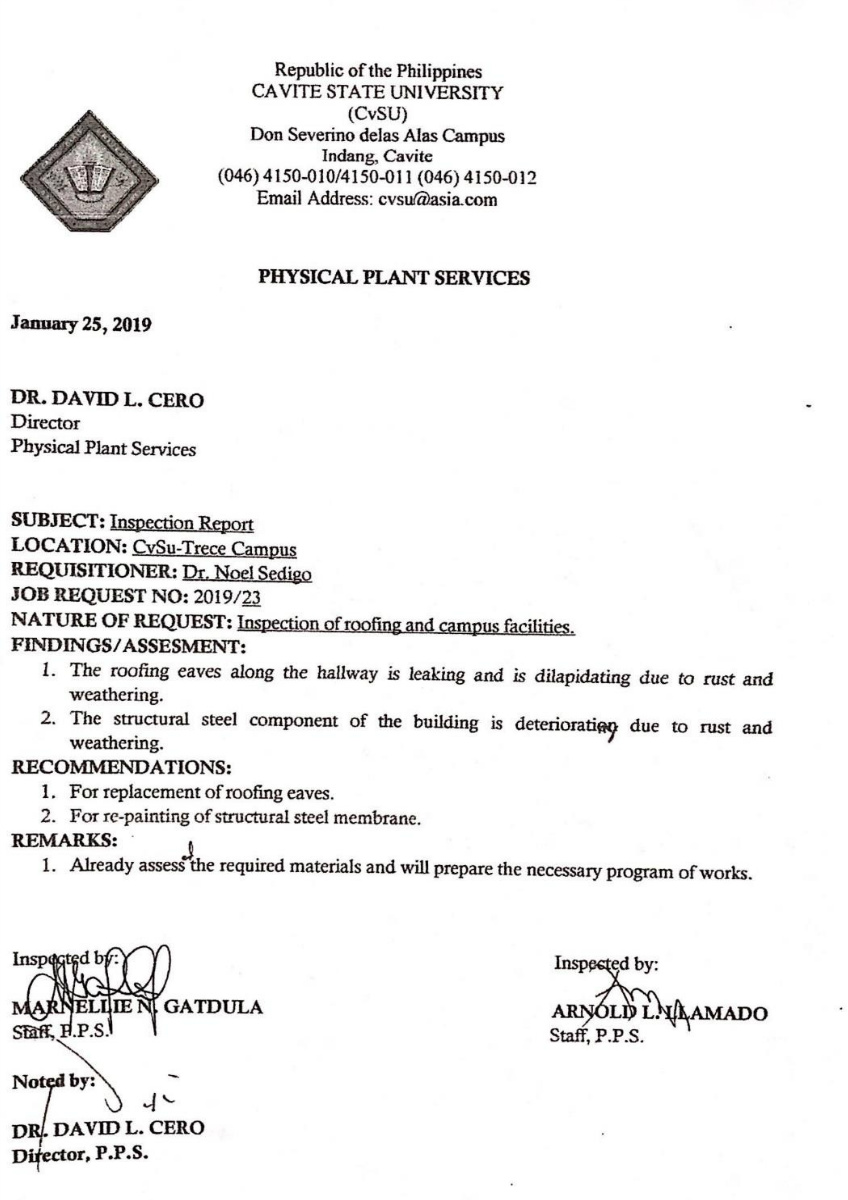 Republic of the Philippines
CAVITE STATE UNIVERSITY
(CvSU)
Don Severino delas Alas Campus
Indang, Cavite
(046) 4150-010/4150-011 (046) 4150-012
Email Address: cvsu@asia.com
PHYSICAL PLANT SERVICES
January 25, 2019
DR. DAVID L. CERO
Director
Physical Plant Services
SUBJECT: Inspection Report
LOCATION: CvSu-Trece Campus
REQUISITIONER: Dr. Noel Sedigo
JOB REQUEST NO: 2019/23
NATURE OF REQUEST: Inspection of roofing and campus facilities.
FINDINGS/ASSESMENT:
1. The roofing eaves along the hallway is leaking and is dilapidating due to rust and
weathering.
2. The structural steel component of the building is deteriorating due to rust and
weathering.
RECOMMENDATIONS:
1. For replacement of roofing eaves.
2. For re-painting of structural steel membrane.
REMARKS:
1. Already assess the required materials and will prepare the necessary program of works.
Inspected by:
MARNELLIE N. GATDULA
Staff, P.P.S.
Inspected by:
ARNOLD L. ILAMADO
Staff, P.P.S.
Noted by:
DR. DAVID L. CERO
Director, P.P.S.